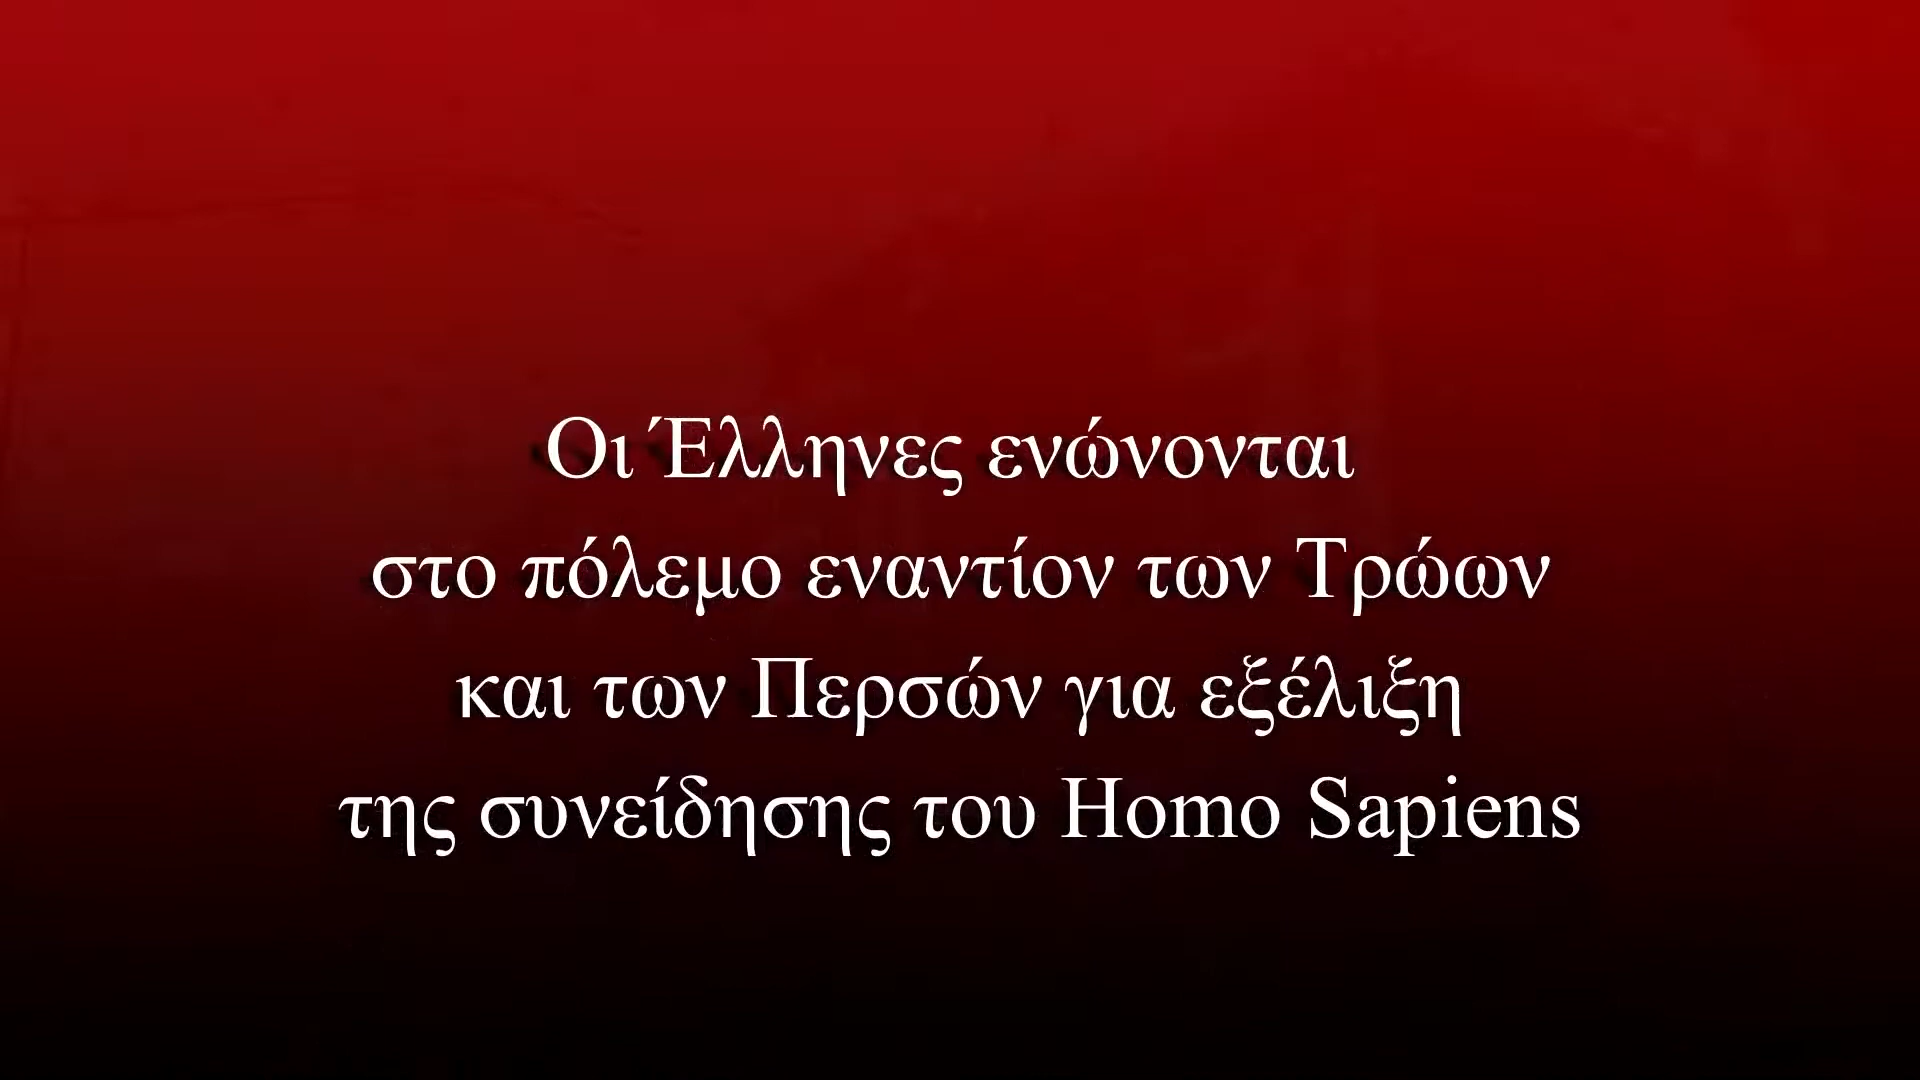 Οι Έλληνες ενώνονται
στο πόλεμο εναντίον των Τρώων
και των Περσών για εξέλιξη
της συνείδησης του Homo Sapiens